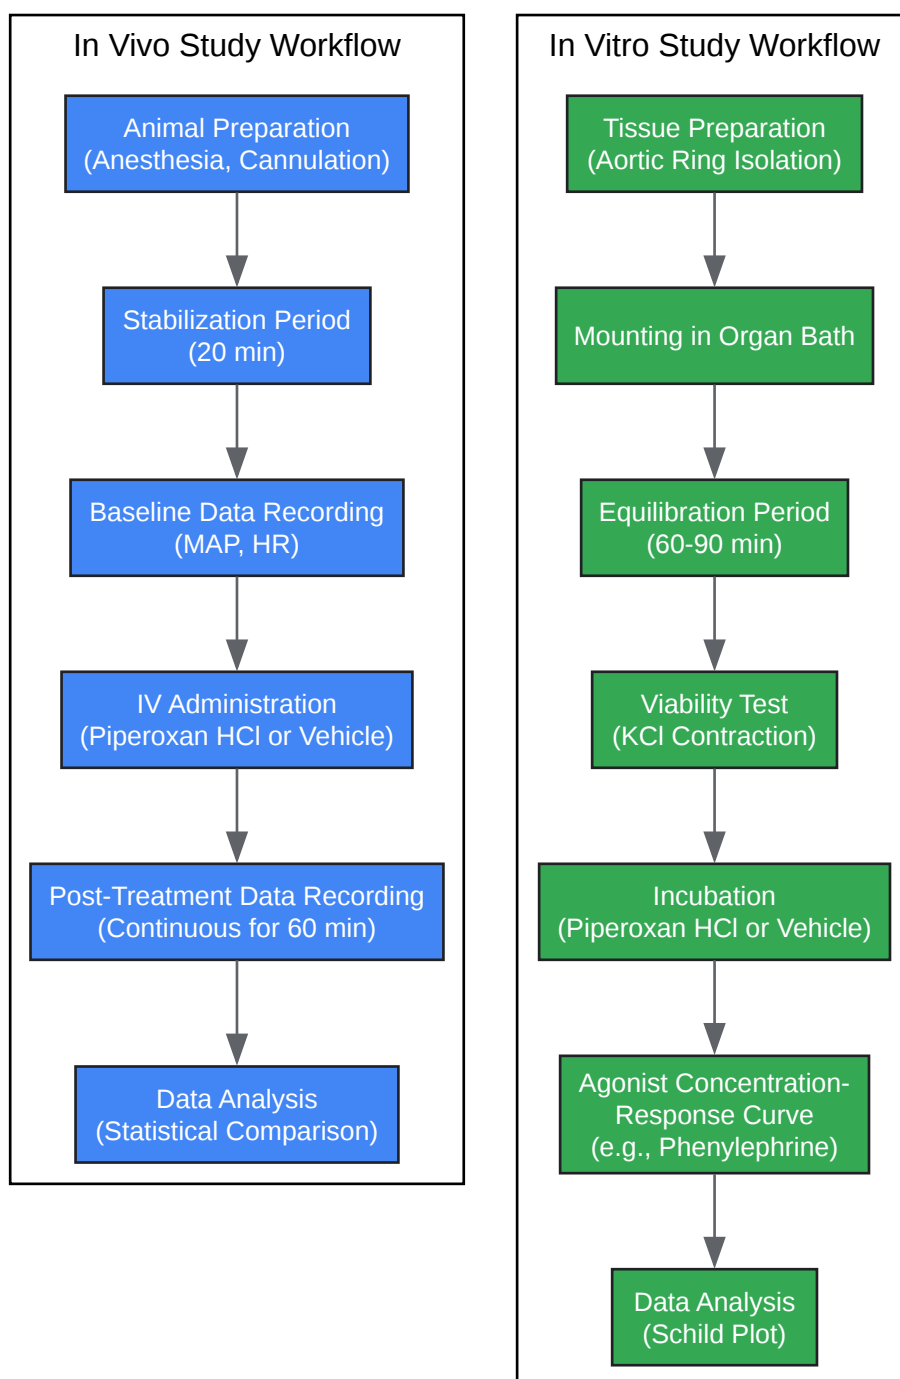 In Vivo Study Workflow
Animal Preparation
(Anesthesia, Cannulation)
Stabilization Period
(20 min)
Baseline Data Recording
(MAP, HR)
IV Administration
(Piperoxan HCl or Vehicle)
Post-Treatment Data Recording
(Continuous for 60 min)
Data Analysis
(Statistical Comparison)
In Vitro Study Workflow
Tissue Preparation
(Aortic Ring Isolation)
Mounting in Organ Bath
Equilibration Period
(60-90 min)
Viability Test
(KCl Contraction)
Incubation
(Piperoxan HCl or Vehicle)
Agonist Concentration-
Response Curve
(e.g., Phenylephrine)
Data Analysis
(Schild Plot)